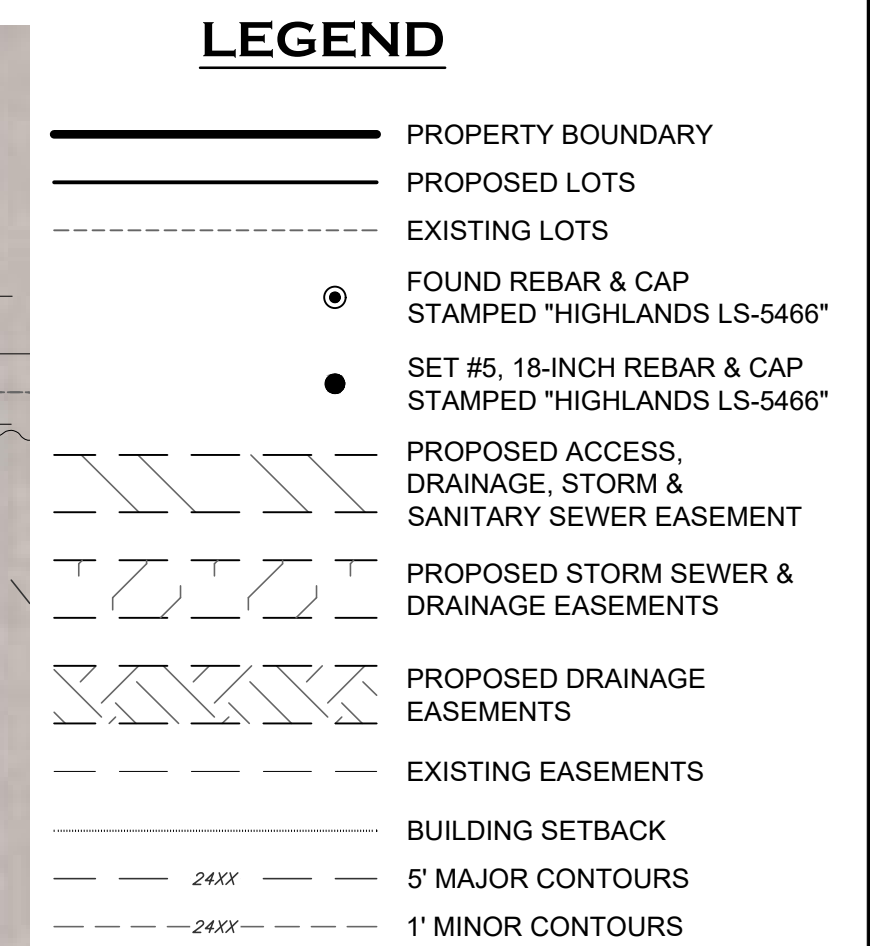 LEGEND
PROPERTY BOUNDARY
PROPOSED LOTS
EXISTING LOTS
FOUND REBAR & CAP
STAMPED "HIGHLANDS LS-5466"
SET #5, 18-INCH REBAR & CAP
STAMPED "HIGHLANDS LS-5466"
PROPOSED ACCESS,
DRAINAGE, STORM &
SANITARY SEWER EASEMENT
PROPOSED STORM SEWER &
DRAINAGE EASEMENTS
PROPOSED DRAINAGE
EASEMENTS
EXISTING EASEMENTS
BUILDING SETBACK
24XX 5' MAJOR CONTOURS
24XX 1' MINOR CONTOURS